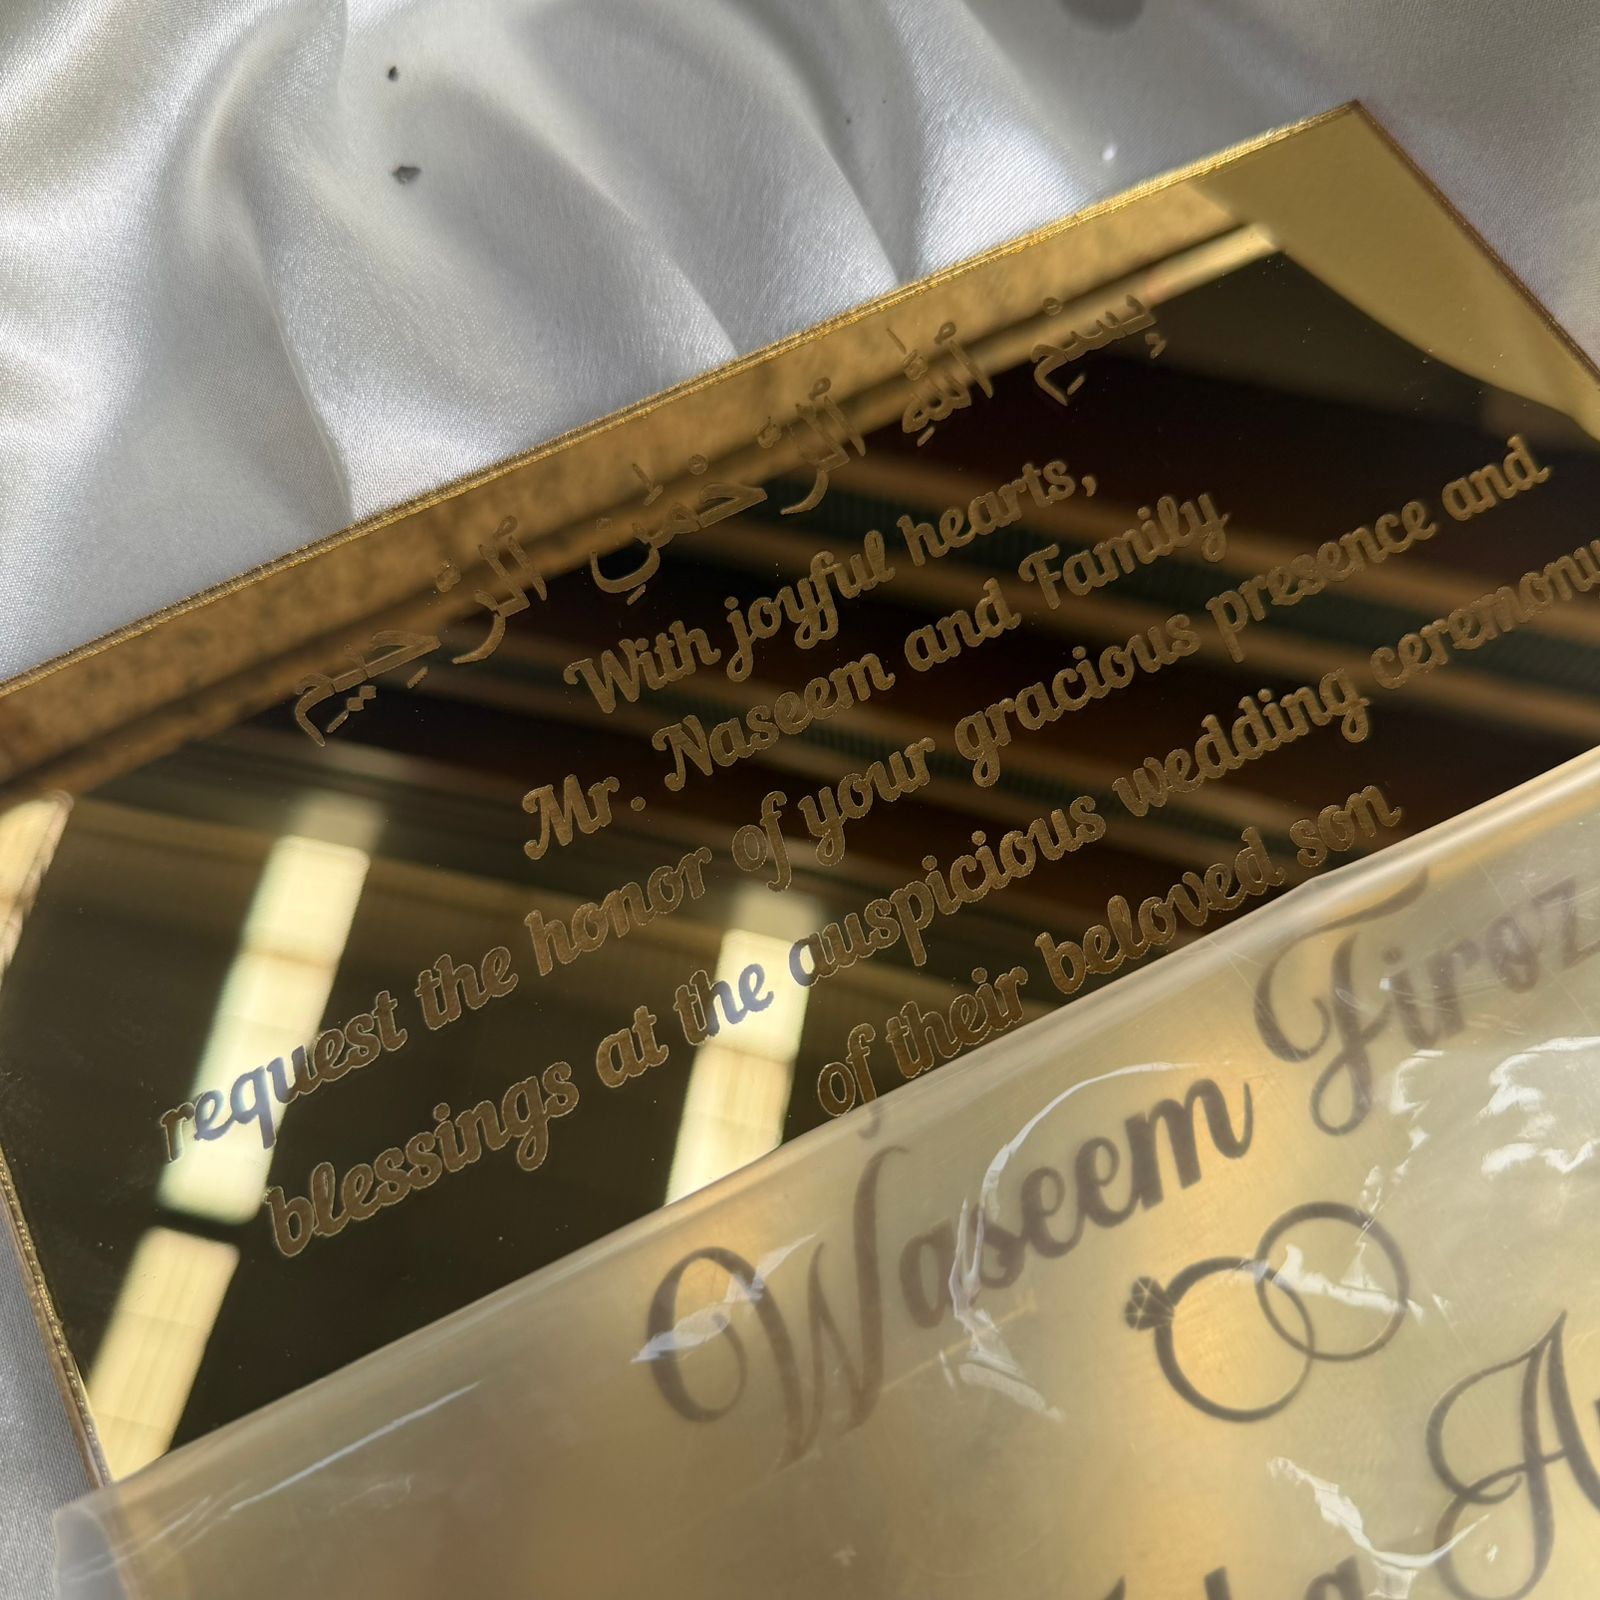 بِسْمِ ٱللَّهِ ٱلرَّحْمَٰنِ ٱلرَّحِيمِ
With joyful hearts,
Mr. Naseem and Family
request the honor of your gracious presence and
blessings at the auspicious wedding ceremony
of their beloved son
Waseem Firoz